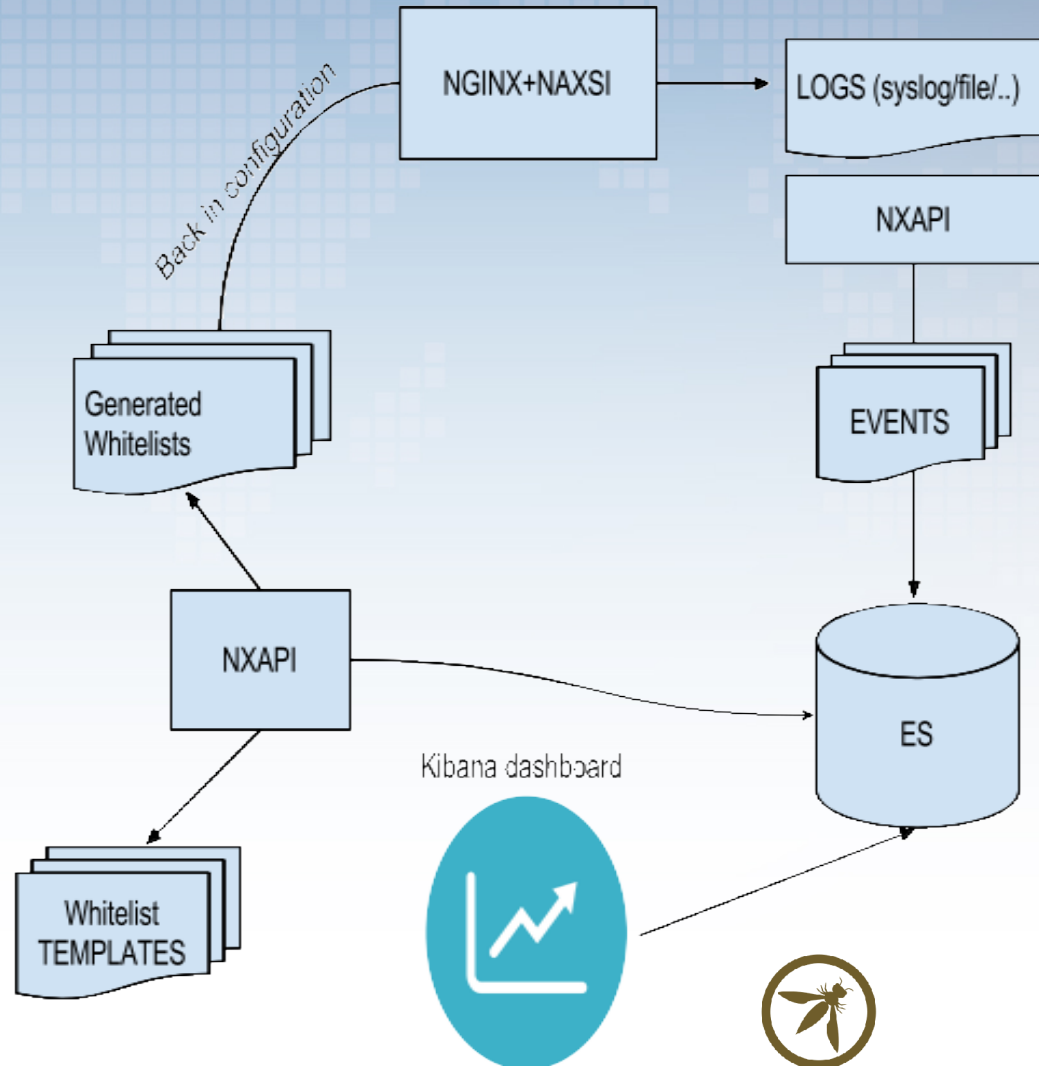 NGINX+NAXSI
LOGS (syslog/file/..)
Back in configuration
NXAPI
Generated
Whitelists
EVENTS
NXAPI
ES
Kibana dashboard
Whitelist
TEMPLATES